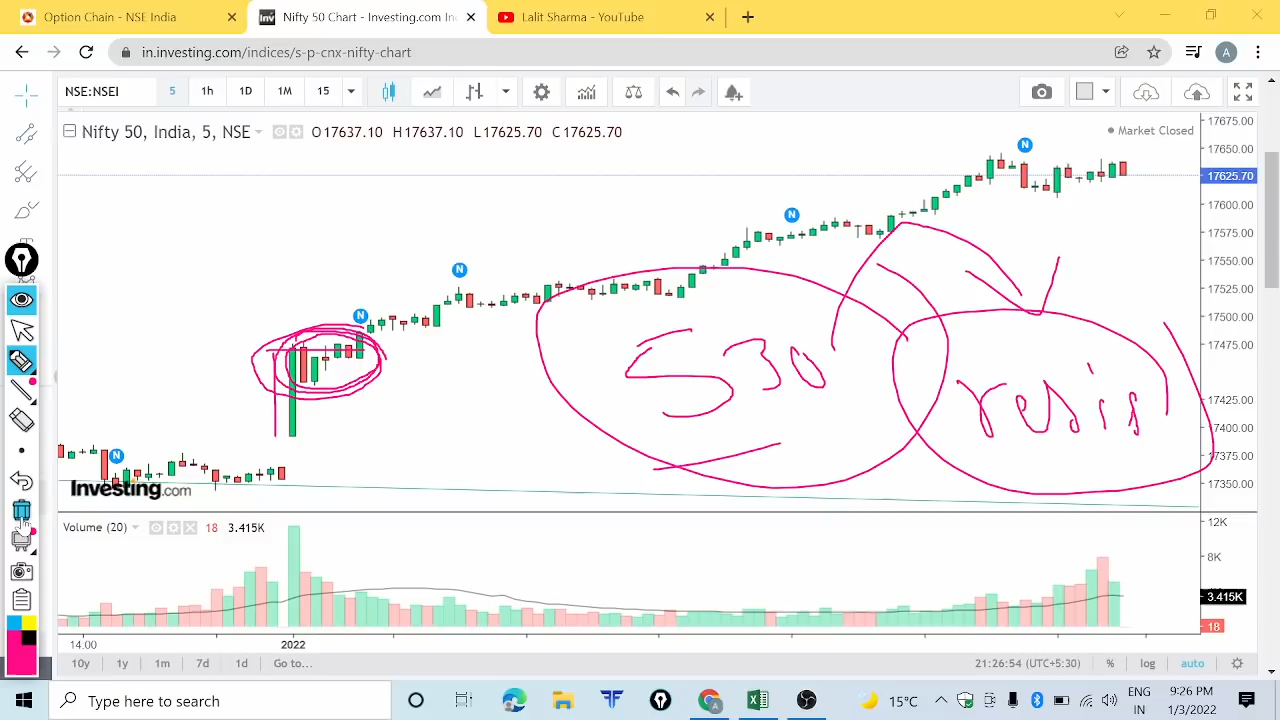 Option Chain - NSE India
Nifty 50 Chart - Investing.com In
Lalit Sharma - YouTube
in.investing.com/indices/s-p-cnx-nifty-chart
A
NSE:NSEI
5
1h
1D
1M
15
Nifty 50, India, 5, NSE
O17637.10 H17637.10 L17625.70 C17625.70
Market Closed
17675.00
17650.00
17625.70
17600.00
17575.00
17550.00
17525.00
17500.00
17475.00
17425.00
17400.00
17375.00
17350.00
N
N
N
N
N
530
resis
Investing.com
Volume (20)
18
3.415K
12K
8K
3.415K
18
14:00
2022
10y
1y
1m
7d
1d
Go to...
21:26:54 (UTC+5:30)
%
log
auto
Type here to search
15°C
ENG
IN
9:26 PM
1/3/2022